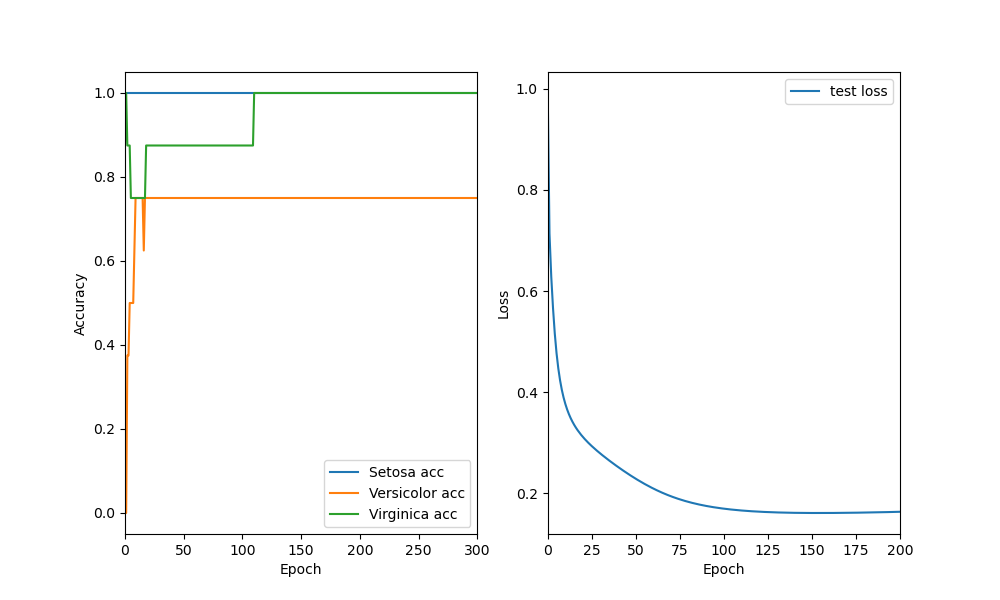 1.0
0.8
0.6
0.4
0.2
0.0
Accuracy
0 50 100 150 200 250 300
Epoch
Setosa acc
Versicolor acc
Virginica acc
1.0
0.8
0.6
0.4
0.2
Loss
0 25 50 75 100 125 150 175 200
Epoch
test loss